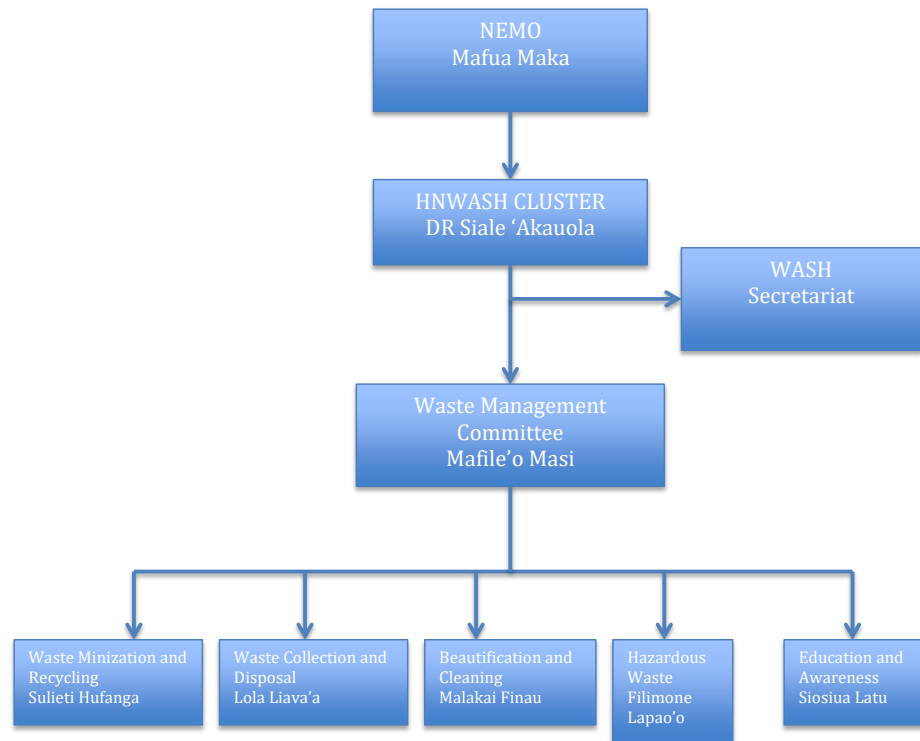 NEMO
Mafua Maka
HNWASH CLUSTER
DR Siale ‘Akauola
WASH
Secretariat
Waste Management
Committee
Mafile’o Masi
Waste Minization and
Recycling
Sulieti Hufanga
Waste Collection and
Disposal
Lola Liava’a
Beautification and
Cleaning
Malakai Finau
Hazardous
Waste
Filimone
Lapao’o
Education and
Awareness
Siosiua Latu